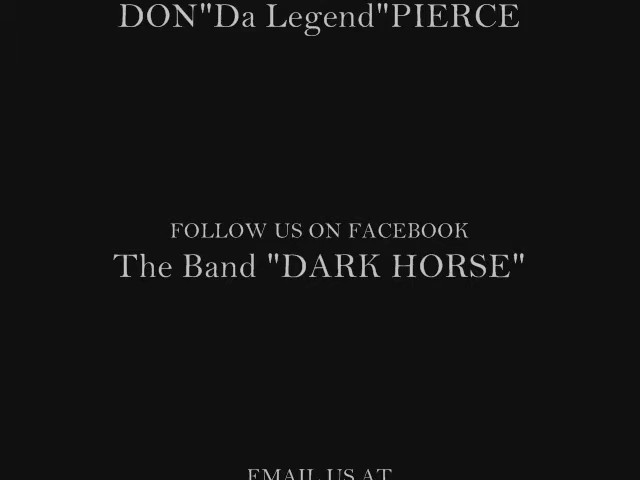 DON"Da Legend"PIERCE
FOLLOW US ON FACEBOOK
The Band "DARK HORSE"
EMAIL US AT